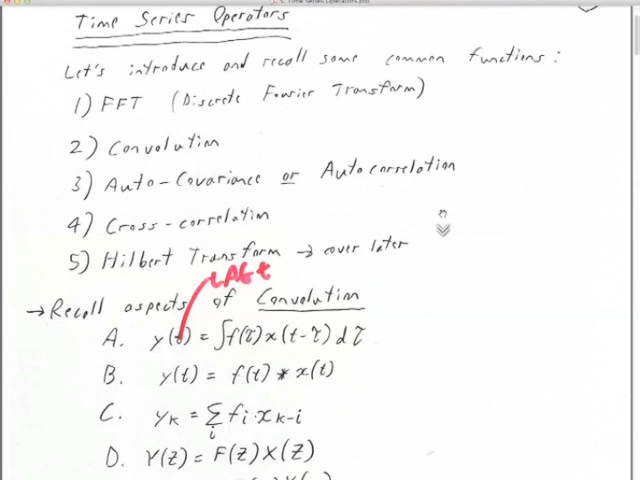 Time Series Operators
Let's introduce and recall some common functions:
1) FFT (Discrete Fourier Transform)
2) Convolution
3) Auto-Covariance or Autocorrelation
4) Cross-correlation
5) Hilbert Transform → cover later
LAG t
→ Recall aspects of Convolution
A. y(t) = ∫f(τ)x(t-τ)dτ
B. y(t) = f(t) * x(t)
C. yₖ = Σᵢ fᵢ·xₖ₋ᵢ
D. Y(Z) = F(Z)X(Z)